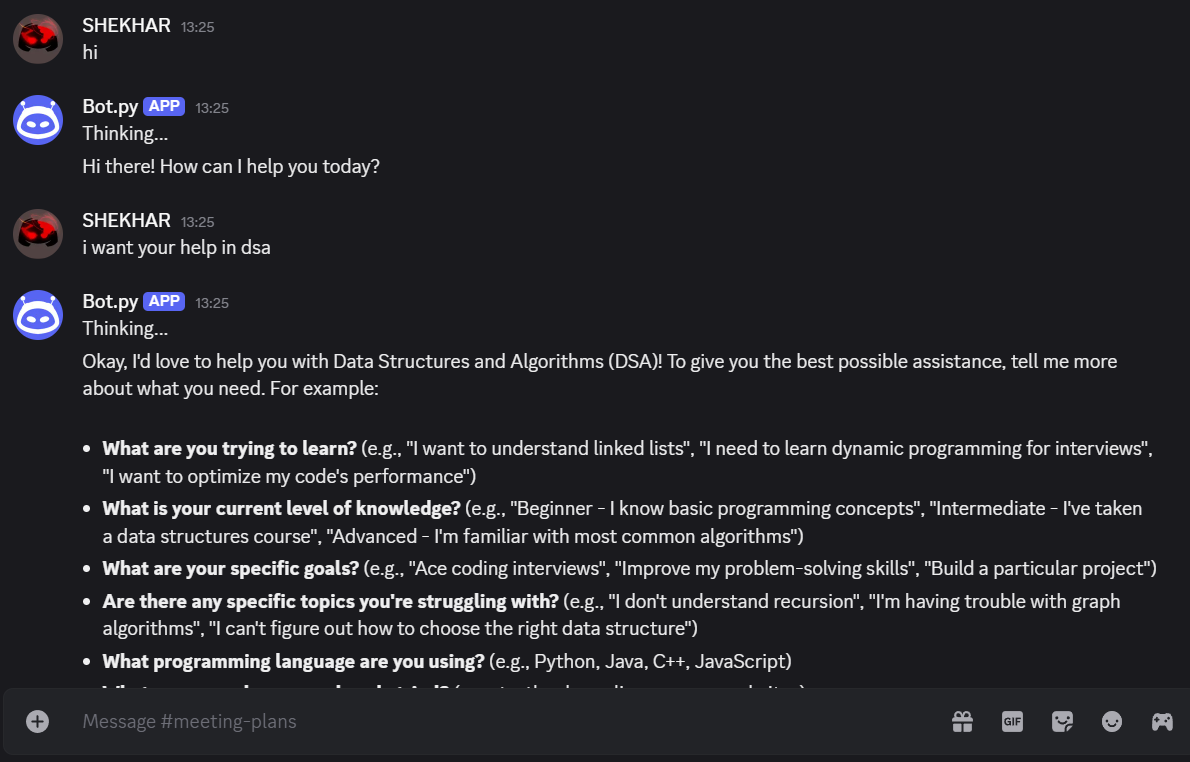 SHEKHAR 13:25
hi
Bot.py APP 13:25
Thinking...
Hi there! How can I help you today?
SHEKHAR 13:25
i want your help in dsa
Bot.py APP 13:25
Thinking...
Okay, I'd love to help you with Data Structures and Algorithms (DSA)! To give you the best possible assistance, tell me more
about what you need. For example:
• What are you trying to learn? (e.g., "I want to understand linked lists", "I need to learn dynamic programming for interviews",
"I want to optimize my code's performance")
• What is your current level of knowledge? (e.g., "Beginner - I know basic programming concepts", "Intermediate - I've taken
a data structures course", "Advanced - I'm familiar with most common algorithms")
• What are your specific goals? (e.g., "Ace coding interviews", "Improve my problem-solving skills", "Build a particular project")
• Are there any specific topics you're struggling with? (e.g., "I don't understand recursion", "I'm having trouble with graph
algorithms", "I can't figure out how to choose the right data structure")
• What programming language are you using? (e.g., Python, Java, C++, JavaScript)
Message #meeting-plans
GIF